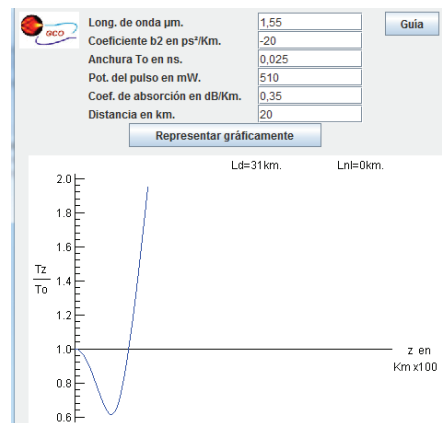 GCO
Long. de onda µm. 1,55 Guía
Coeficiente b2 en ps²/Km. -20
Anchura To en ns. 0,025
Pot. del pulso en mW. 510
Coef. de absorción en dB/Km. 0,35
Distancia en km. 20
Representar gráficamente
Ld=31km. Lnl=0km.
2.0
1.8
1.6
Tz
To
1.4
1.2
1.0
z en
Km x100
0.8
0.6